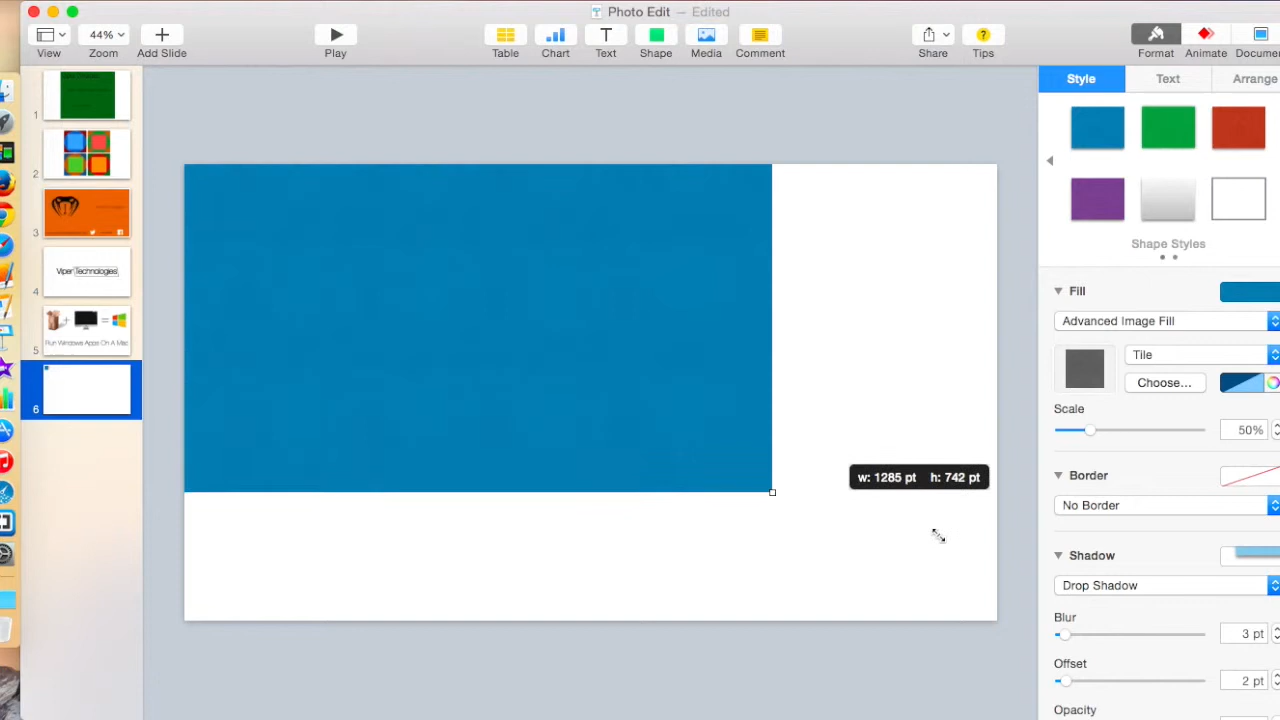 Photo Edit — Edited
44%
View
Zoom
Add Slide
Play
Table
Chart
Text
Shape
Media
Comment
Share
Tips
Format
Animate
Documen
Style
Text
Arrange
1
2
3
4
Viper Technologies
5
Run Windows Apps On A Mac
6
Shape Styles
Fill
Advanced Image Fill
Tile
Choose...
Scale
50%
Border
No Border
w: 1285 pt h: 742 pt
Shadow
Drop Shadow
Blur
3 pt
Offset
2 pt
Opacity